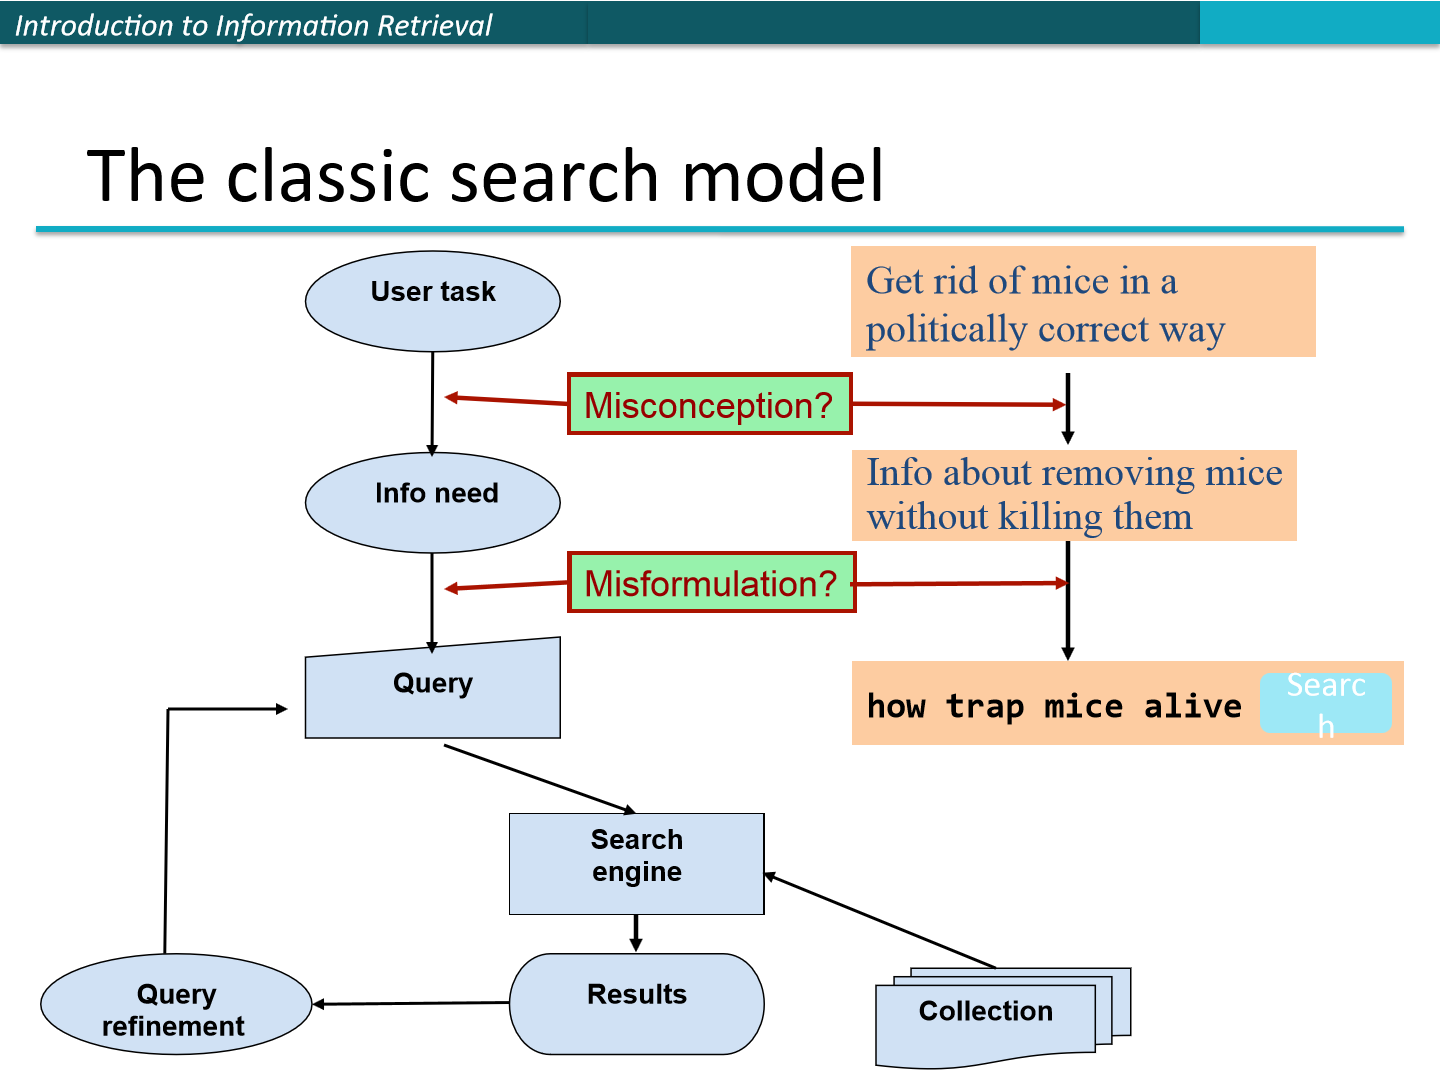 Introduction to Information Retrieval
The classic search model
User task
Get rid of mice in a
politically correct way
Misconception?
Info need
Info about removing mice
without killing them
Misformulation?
Query
how trap mice alive
Searc
h
Search
engine
Query
refinement
Results
Collection